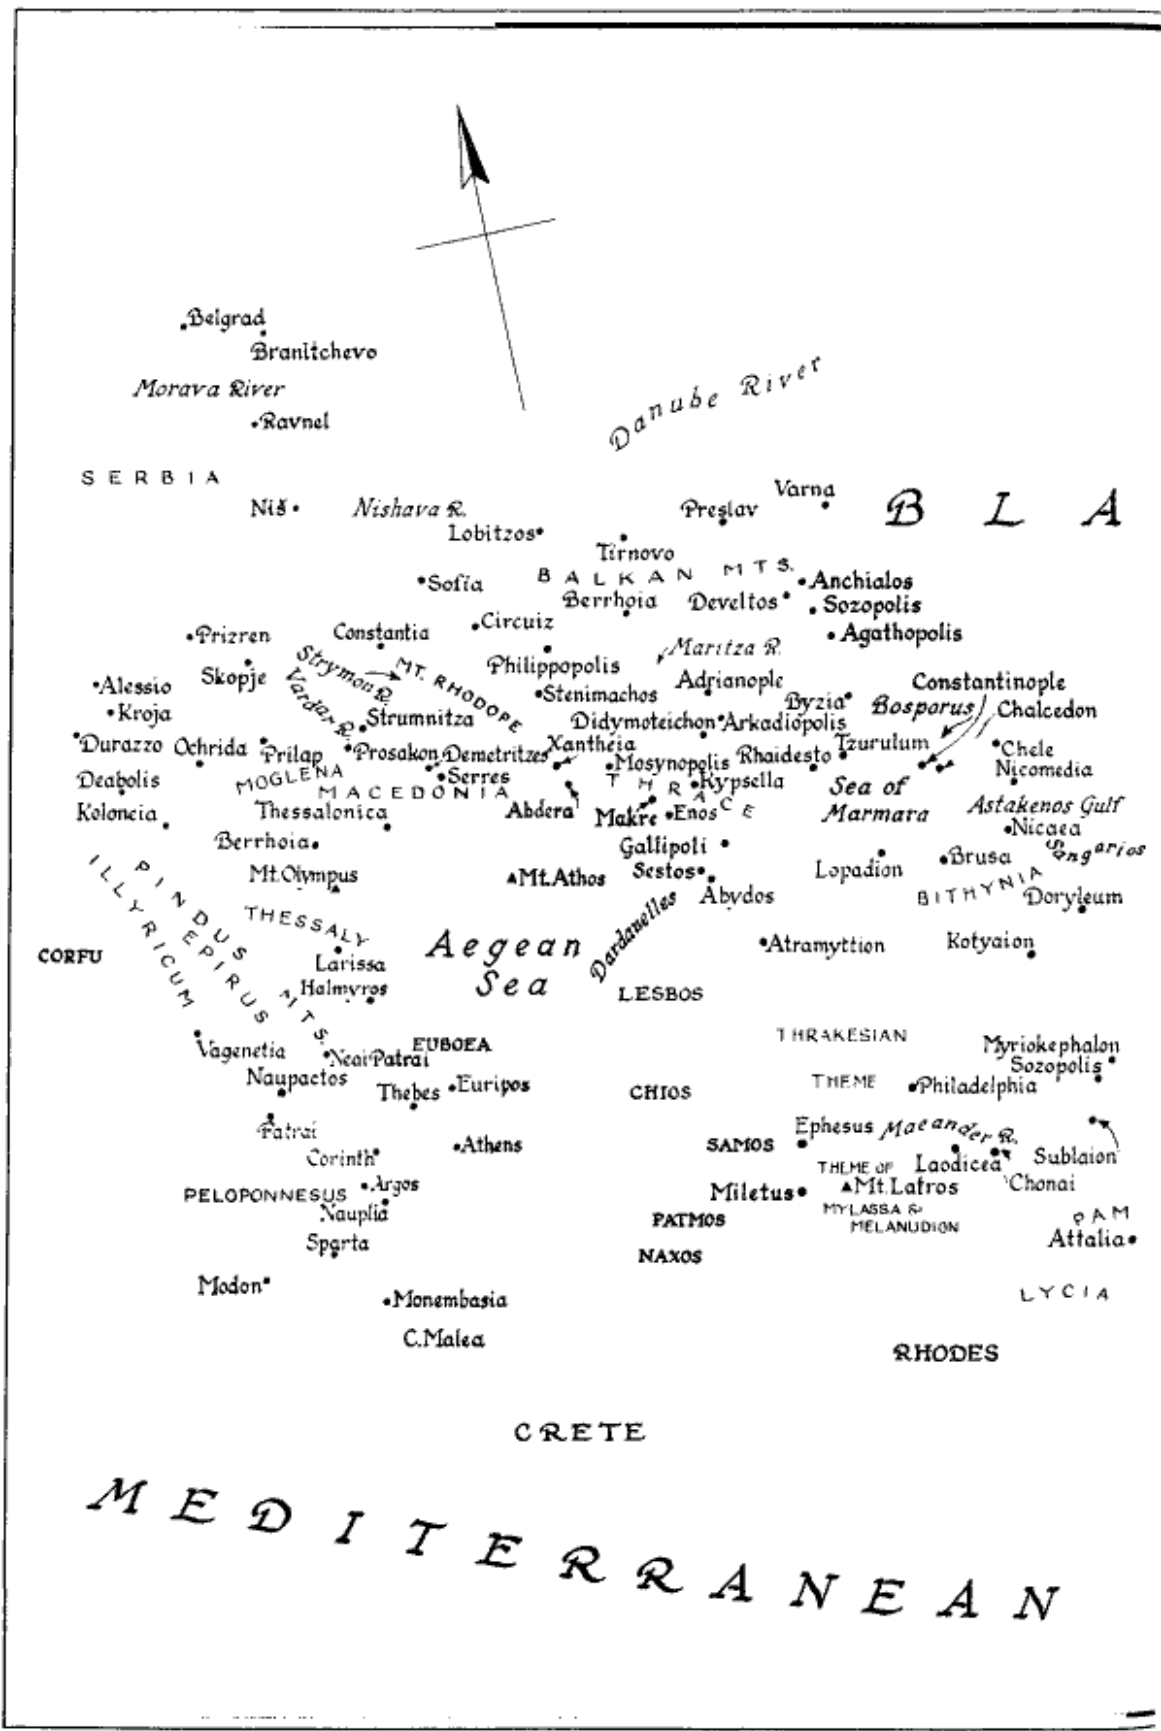 Belgrad
Branitchevo
Morava River
Ravnel
Danube River
SERBIA
Niš
Nishava R.
Lobitzos
Preslav
Varna
BLA
Tirnovo
BALKAN MTS.
Sofia
Anchialos
Berrhoia
Develtos
Sozopolis
Circuiz
Agathopolis
Prizren
Constantia
Maritza R.
Skopje
Strymon R.
MT. RHODOPE
Philippopolis
Alessio
Vardar R.
Stenimachos
Adrianople
Byzia
Constantinople
Bosporus
Chalcedon
Kroja
Strumnitza
Didymoteichon
Arkadiopolis
Durazzo
Ochrida
Prilap
Prosakon
Demetritzes
Xantheia
Mosynopolis
Rhaidesto
Tzurulum
Chele
Nicomedia
Deabolis
MOGLENA
MACEDONIA
Serres
THRACE
Kypsella
Sea of
Marmara
Astakenos Gulf
Koloneia
Thessalonica
Abdera
Makre
Enos
Nicaea
Sangarios
Berrhoia
Gallipoli
Mt. Olympus
Mt. Athos
Sestos
Abydos
Lopadion
Brusa
BITHYNIA
Doryleum
PINDUS MTS.
ILLYRICUM
EPIRUS
THESSALY
CORFU
Larissa
Aegean
Sea
Dardanelles
Atramyttion
Kotyaion
Halmyros
LESBOS
Vagenetia
Neai Patrai
EUBOEA
THRAKESIAN
THEME
Myriokephalon
Sozopolis
Naupactos
Thebes
Euripos
CHIOS
Philadelphia
Patrai
Corinth
Athens
SAMOS
Ephesus
Maeander R.
Laodicea
Sublaion
Chonai
PELOPONNESUS
Argos
Nauplia
Miletus
THEME OF
Mt. Latros
MYLASSA &
MELANUDION
PATMOS
PAM
Attalia
Sparta
NAXOS
Modon
Monembasia
LYCIA
C. Malea
RHODES
CRETE
MEDITERRANEAN